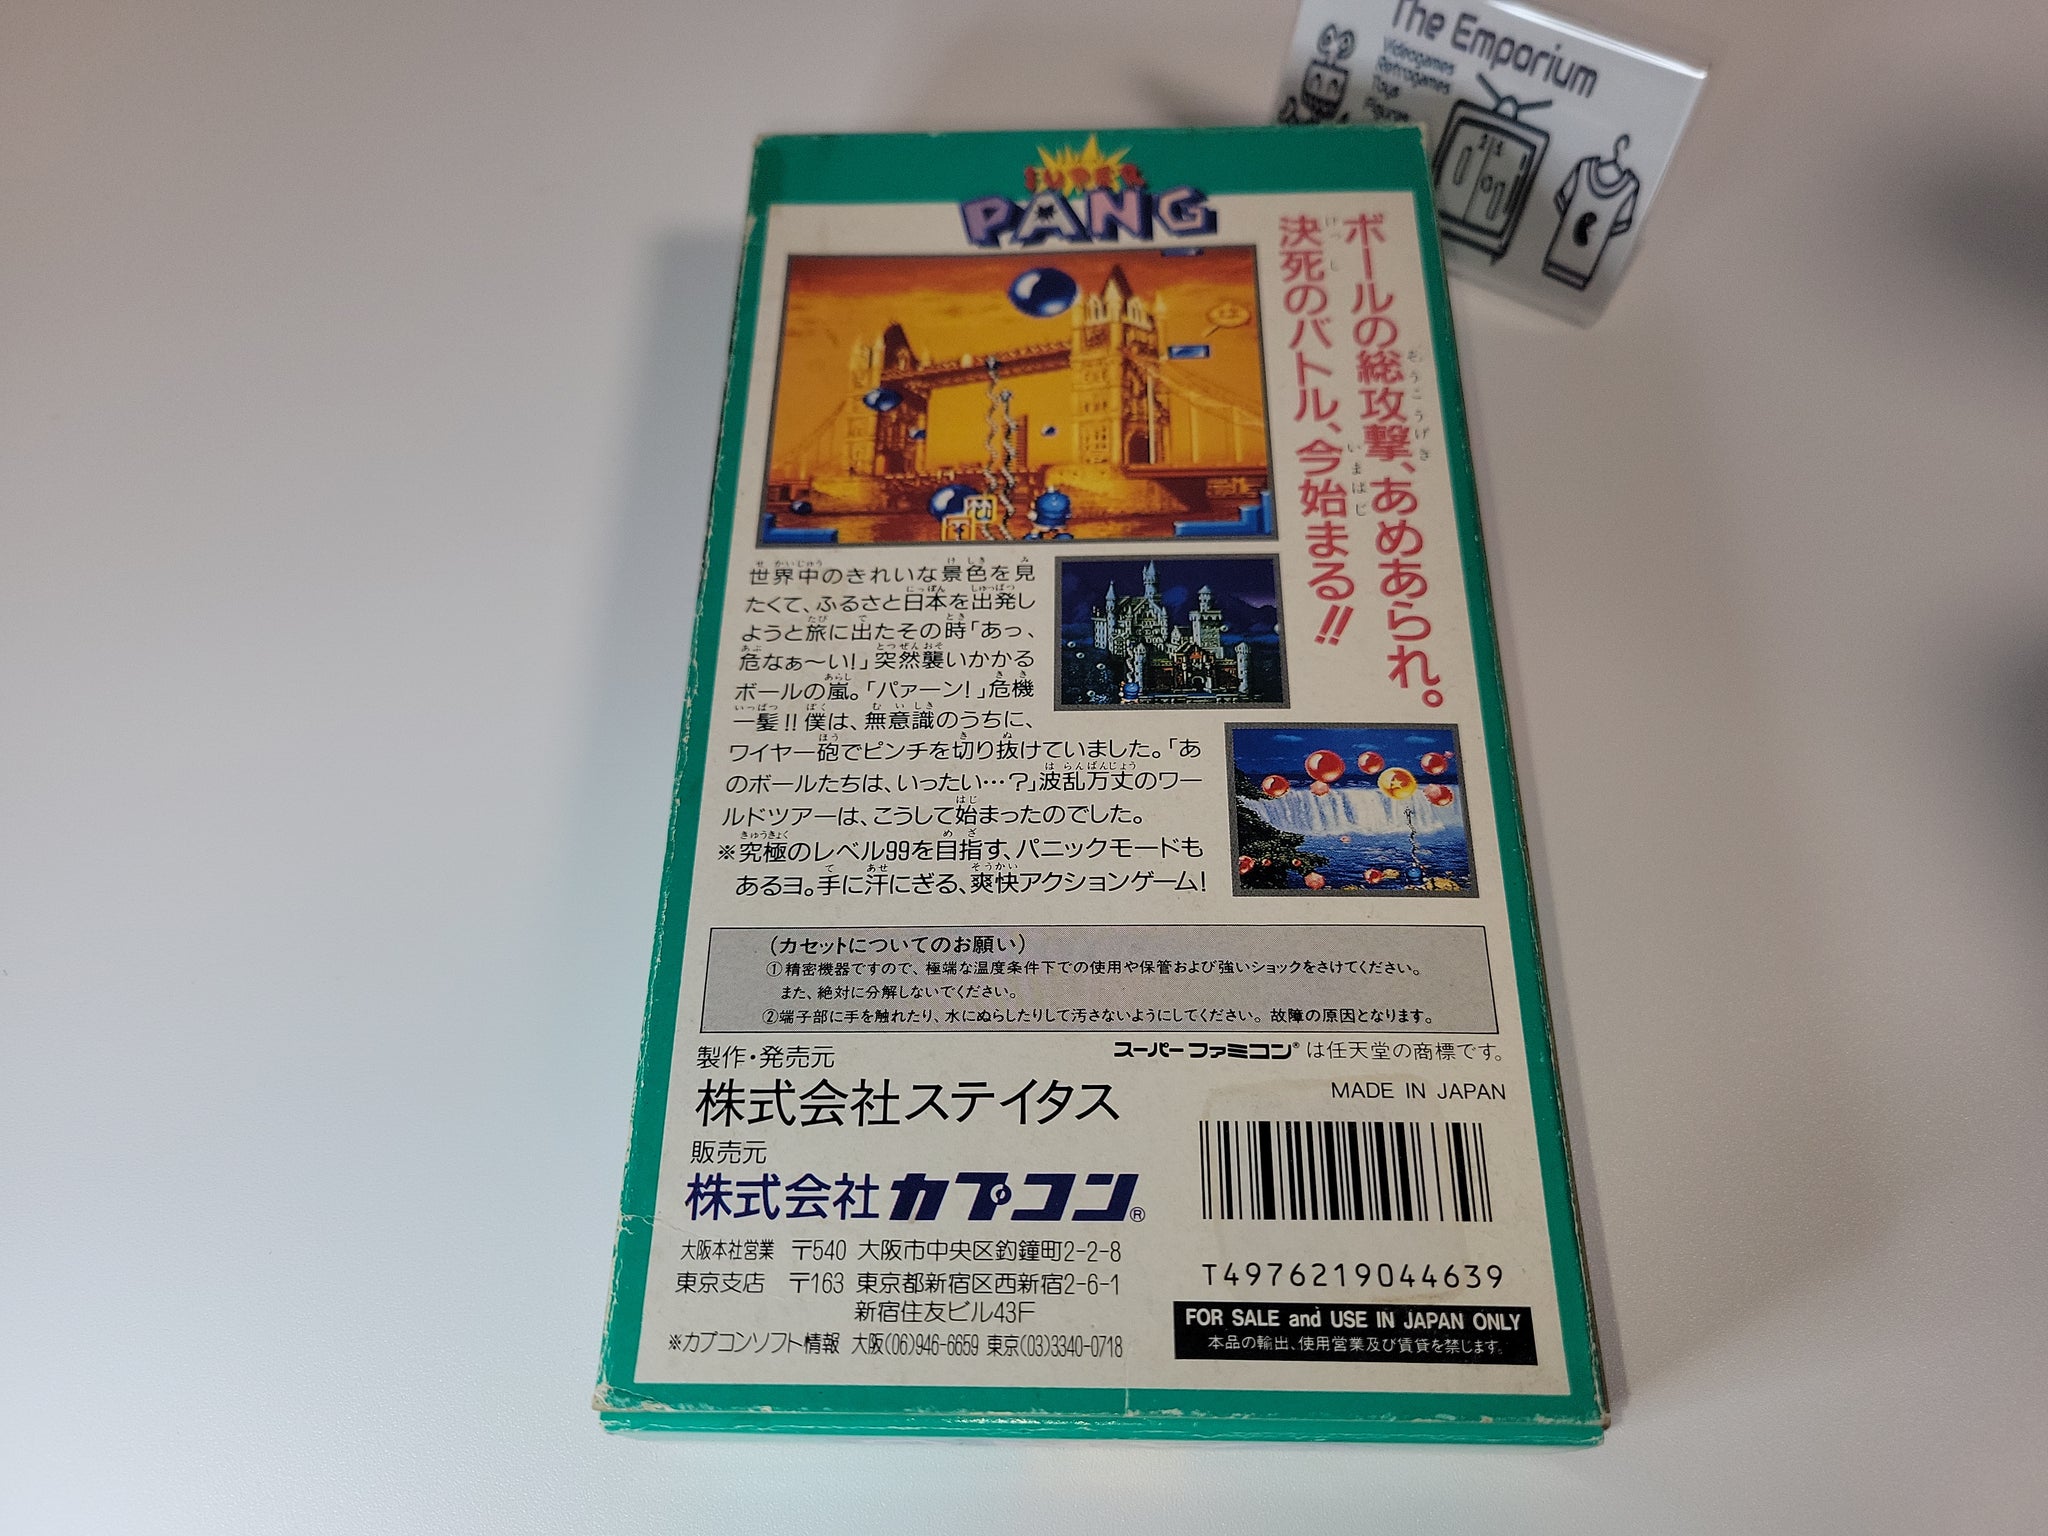 The Emporium
Videogames
Retrogames
Toys
Figures
SUPER
PANG
ボールの総攻撃、あめあられ。
決死のバトル、今始まる!!
世界中のきれいな景色を見
たくて、ふるさと日本を出発し
ようと旅に出たその時「あっ、
危なぁ〜い!」突然襲いかかる
ボールの嵐。「パァーン!」危機
一髪!!僕は、無意識のうちに、
ワイヤー砲でピンチを切り抜けていました。「あ
のボールたちは、いったい…?」波乱万丈のワー
ルドツアーは、こうして始まったのでした。
※究極のレベル99を目指す、パニックモードも
あるヨ。手に汗にぎる、爽快アクションゲーム!
(カセットについてのお願い)
①精密機器ですので、極端な温度条件下での使用や保管および強いショックをさけてください。
また、絶対に分解しないでください。
②端子部に手を触れたり、水にぬらしたりして汚さないようにしてください。故障の原因となります。
製作・発売元
スーパーファミコン®は任天堂の商標です。
株式会社ステイタス
MADE IN JAPAN
販売元
株式会社カプコン®
大阪本社営業 〒540 大阪市中央区釣鐘町2-2-8
東京支店 〒163 東京都新宿区西新宿2-6-1
新宿住友ビル43F
※カプコンソフト情報 大阪(06)946-6659 東京(03)3340-0718
T4976219044639
FOR SALE and USE IN JAPAN ONLY
本品の輸出、使用営業及び賃貸を禁じます。